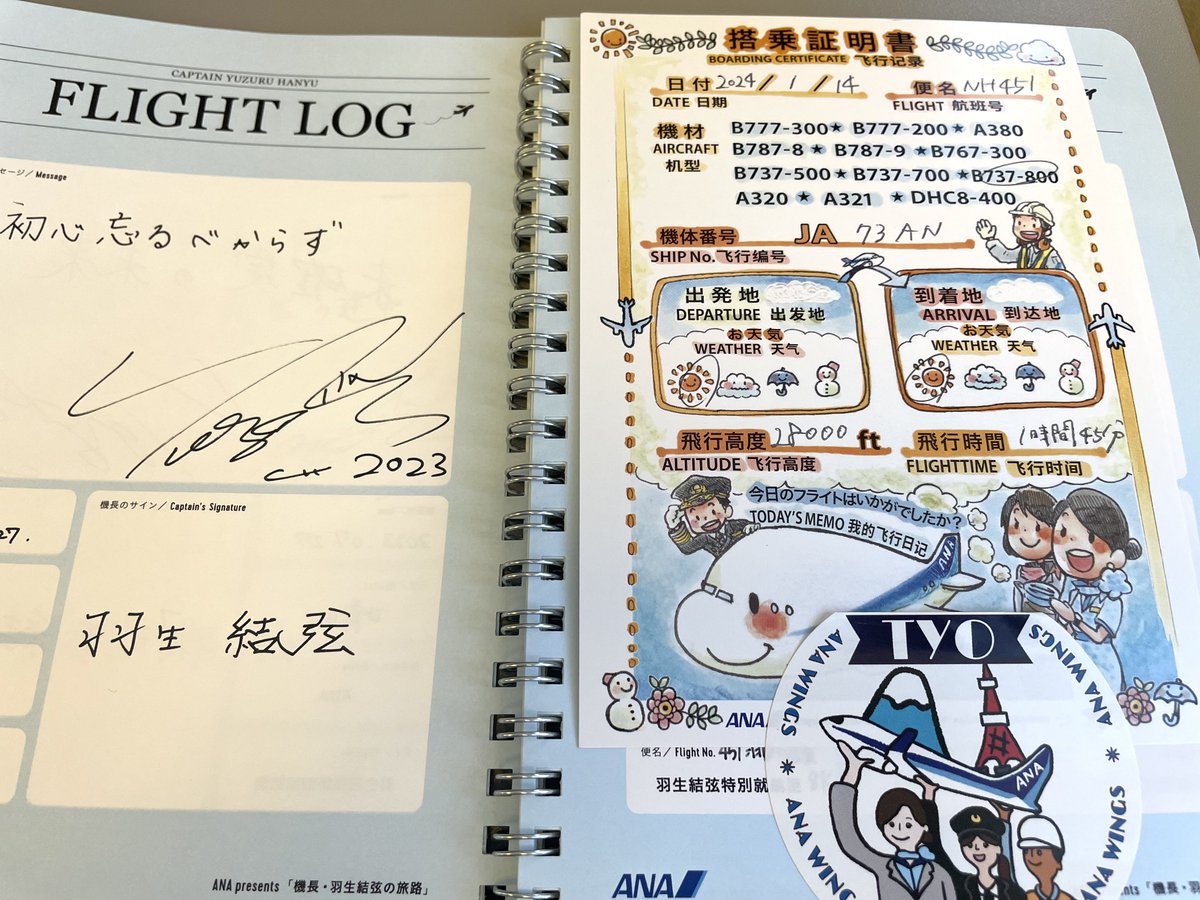 CAPTAIN YUZURU HANYU
FLIGHT LOG
セージ / Message
初心忘るべからず
2023
27.
機長のサイン / Captain's Signature
羽生 結弦
ANA presents「機長・羽生結弦の旅路」
搭乗証明書
BOARDING CERTIFICATE 飞行记录
日付 2024/1/14 便名 NH451
DATE 日期 FLIGHT 航班号
機材 B777-300★ B777-200★ A380
AIRCRAFT B787-8 ★ B787-9 ★B767-300
机型 B737-500★ B737-700 ★B737-800
A320 ★ A321 ★ DHC8-400
機体番号 JA 73AN
SHIP No.飞行编号
出発地
DEPARTURE 出发地
お天気
WEATHER 天气
到着地
ARRIVAL 到达地
お天気
WEATHER 天气
飛行高度 28000 ft 飛行時間 1時間45分
ALTITUDE 飞行高度 FLIGHTTIME 飞行时间
今日のフライトはいかがでしたか?
TODAY'S MEMO 我的飞行日记
ANA
ANA
便名 / Flight No. 451
羽生結弦特別就
ANA
TYO
ANA WINGS
ANA WINGS
ANA WING
ANA WINGS
ANA
nts「機長・羽